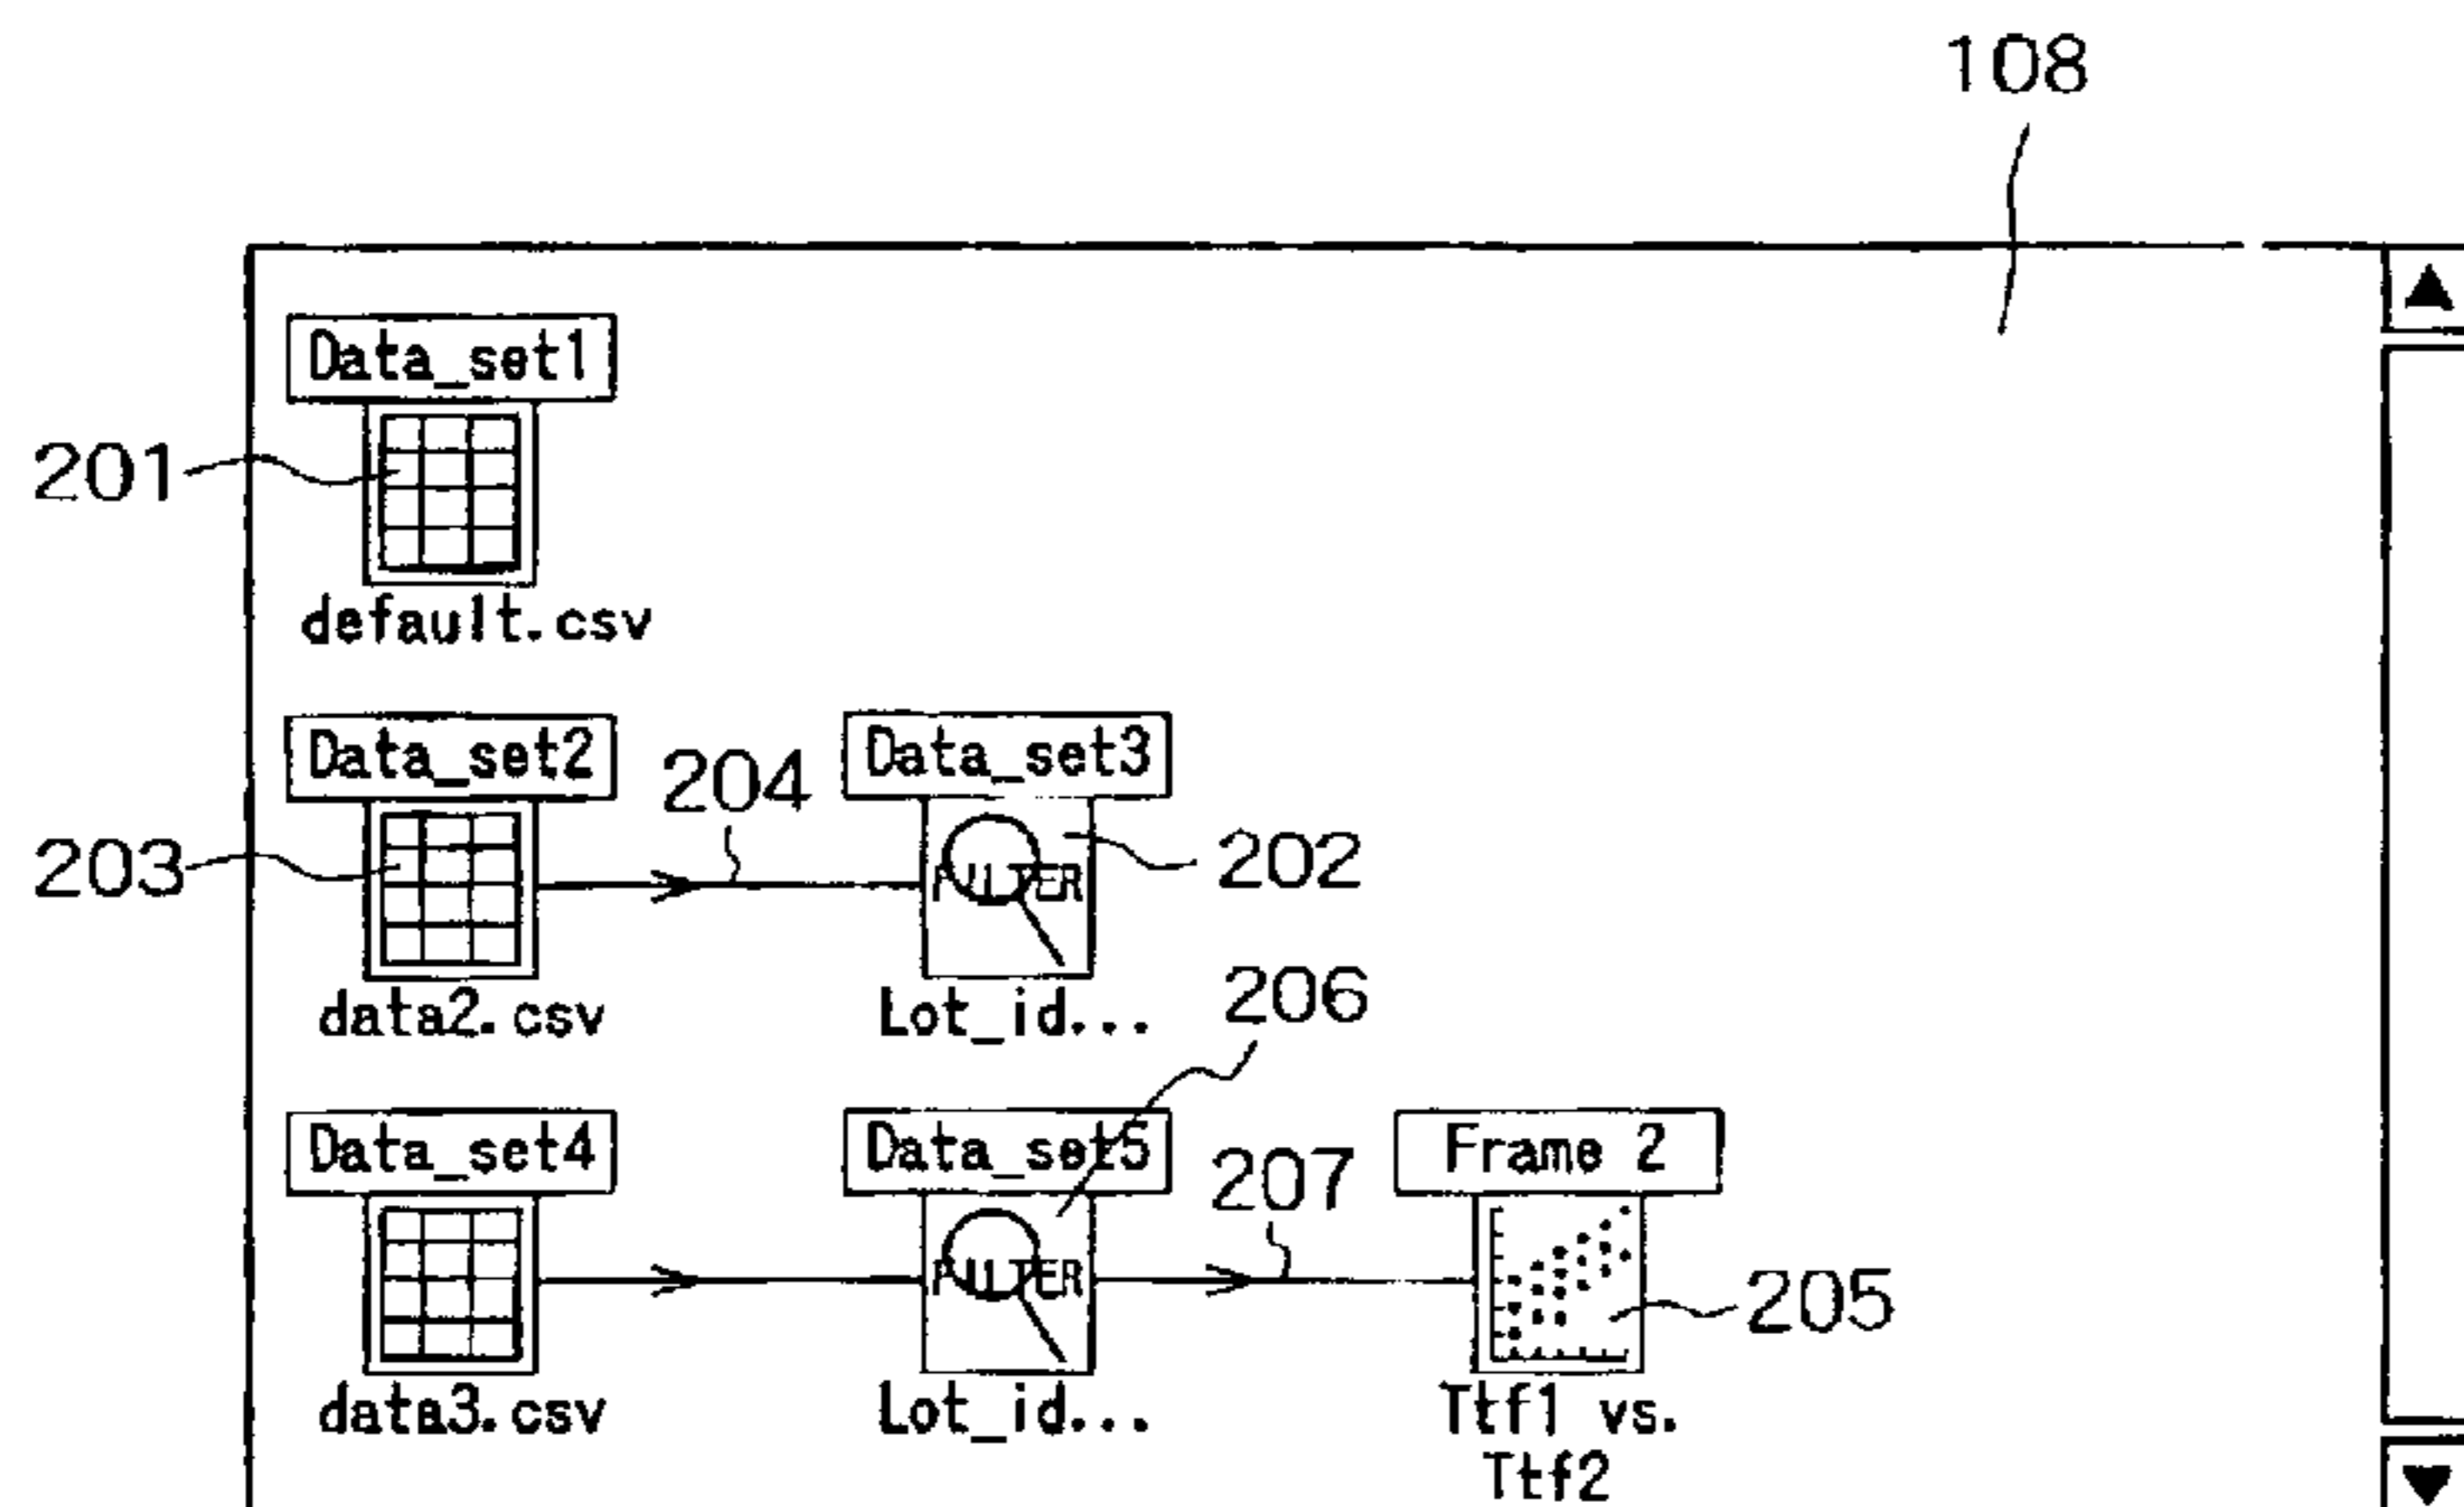 108
Data_set1
201
default.csv
Data_set2
204
Data_set3
203
202
data2.csv
Lot_id...
206
Data_set4
Data_set5
207
Frame 2
205
data3.csv
Lot_id...
Ttf1 vs.
Ttf2